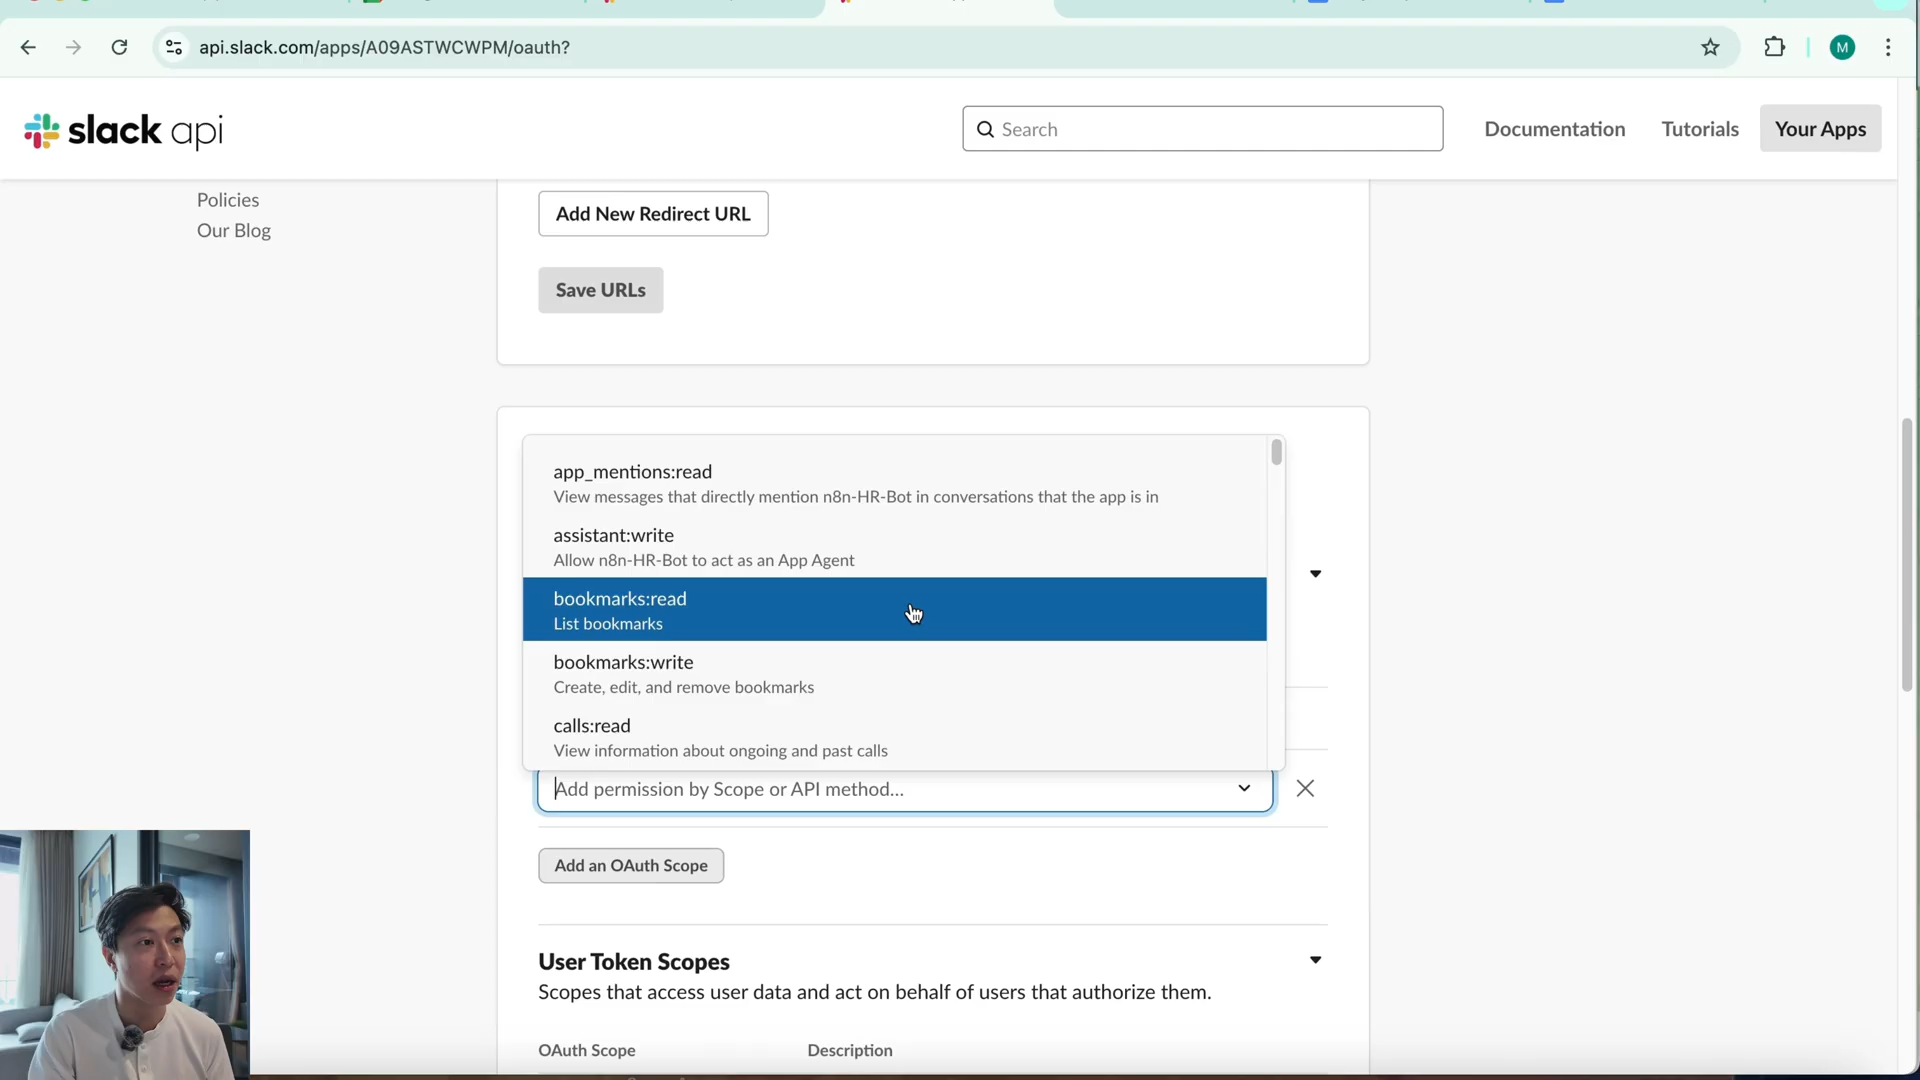 api.slack.com/apps/A09ASTWCWPM/oauth?
M
slack api
Search
Documentation
Tutorials
Your Apps
Policies
Our Blog
Add New Redirect URL
Save URLs
app_mentions:read
View messages that directly mention n8n-HR-Bot in conversations that the app is in
assistant:write
Allow n8n-HR-Bot to act as an App Agent
bookmarks:read
List bookmarks
bookmarks:write
Create, edit, and remove bookmarks
calls:read
View information about ongoing and past calls
Add permission by Scope or API method...
Add an OAuth Scope
User Token Scopes
Scopes that access user data and act on behalf of users that authorize them.
OAuth Scope
Description